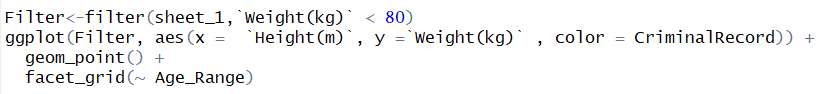 Filter<-filter(sheet_1,`Weight(kg)` < 80)
ggplot(Filter, aes(x =  `Height(m)`, y =`Weight(kg)` , color = CriminalRecord)) +
  geom_point() +
  facet_grid(~ Age_Range)